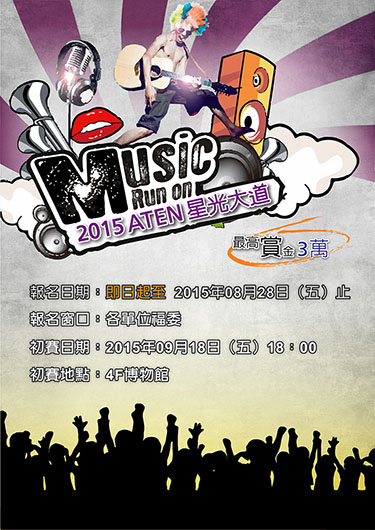 Music
Run on
2015 ATEN 星光大道
最高賞金3萬
報名日期：即日起至 2015年08月28日（五）止
報名窗口：各單位福委
初賽日期：2015年09月18日（五）18：00
初賽地點：4F博物館